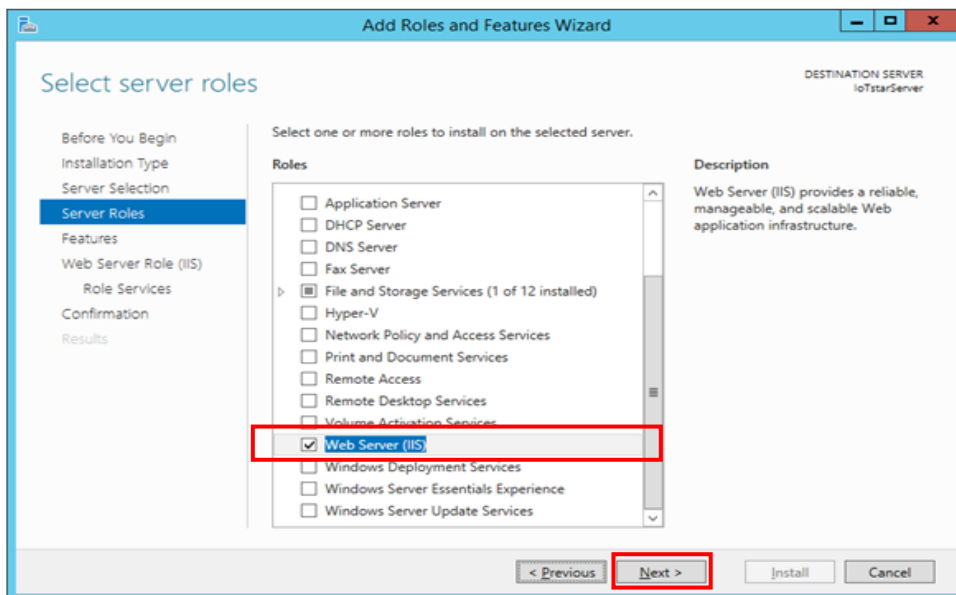 Add Roles and Features Wizard
Select server roles
DESTINATION SERVER
IoTstarServer
Before You Begin
Installation Type
Server Selection
Server Roles
Features
Web Server Role (IIS)
Role Services
Confirmation
Results
Select one or more roles to install on the selected server.
Roles
Application Server
DHCP Server
DNS Server
Fax Server
File and Storage Services (1 of 12 installed)
Hyper-V
Network Policy and Access Services
Print and Document Services
Remote Access
Remote Desktop Services
Volume Activation Services
Web Server (IIS)
Windows Deployment Services
Windows Server Essentials Experience
Windows Server Update Services
Description
Web Server (IIS) provides a reliable,
manageable, and scalable Web
application infrastructure.
< Previous
Next >
Install
Cancel